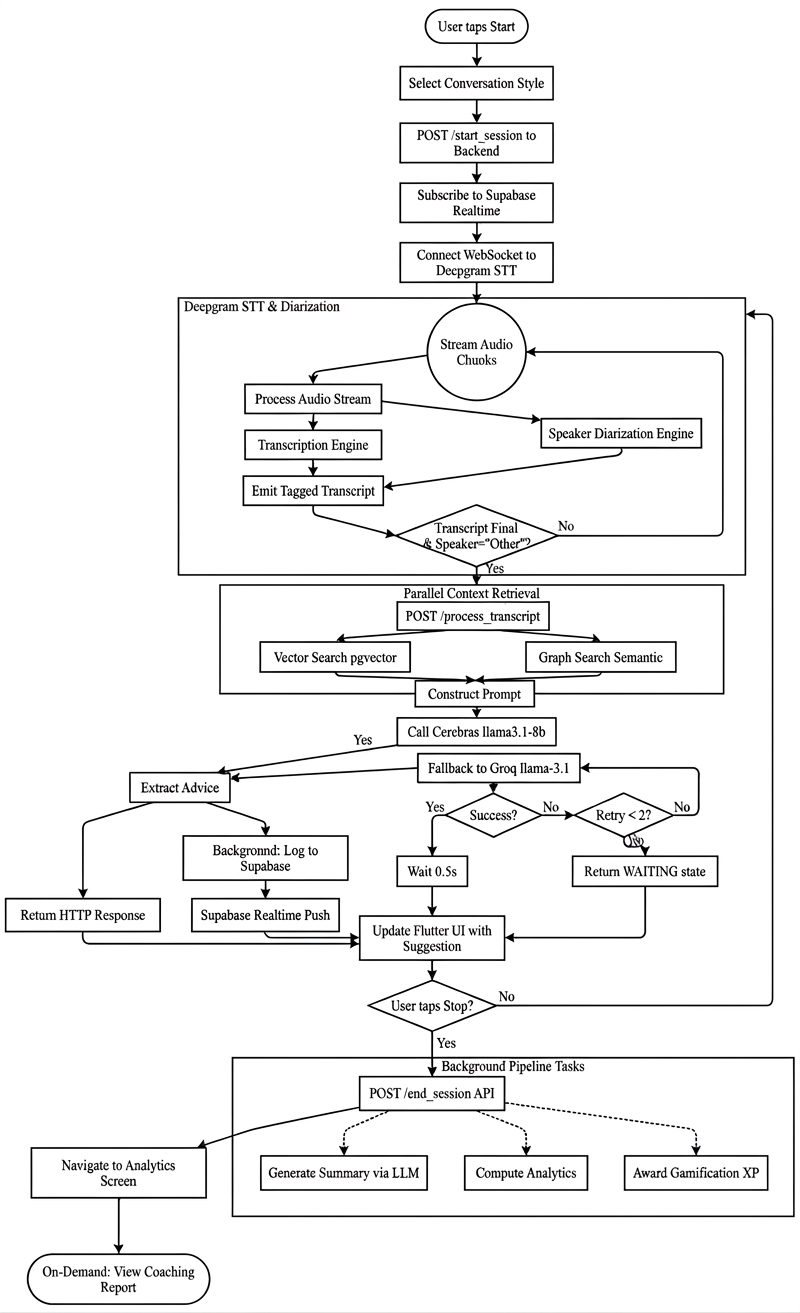 User taps Start
Select Conversation Style
POST /start_session to
Backend
Subscribe to Supabase
Realtime
Connect WebSocket to
Decpgram STT
Deepgram STT & Diarization
Stream Audio
Chuoks
Process Audio Stream
Speaker Diarization Engine
Transcription Engine
Emit Tagged Transcript
Transcript Final
& Speaker="Other"?
No
Yes
Parallel Context Retrieval
POST /process_transcript
Vector Search pgvector
Graph Search Semantic
Construct Prompt
Call Cerebras llama3.1-8b
Yes
Fallback to Groq llama-3.1
Extract Advice
Yes
Success?
No
Retry < 2?
No
Backgronnd: Log to
Supabase
Wait 0.5s
Return WAITING state
Return HTTP Response
Supabase Realtime Push
Update Flutter UI with
Suggestion
User taps Stop?
No
Yes
Background Pipeline Tasks
POST /end_session API
Navigate to Analytics
Screen
Generate Summary via LLM
Compute Analytics
Award Gamification XP
On-Demand: View Coaching
Report